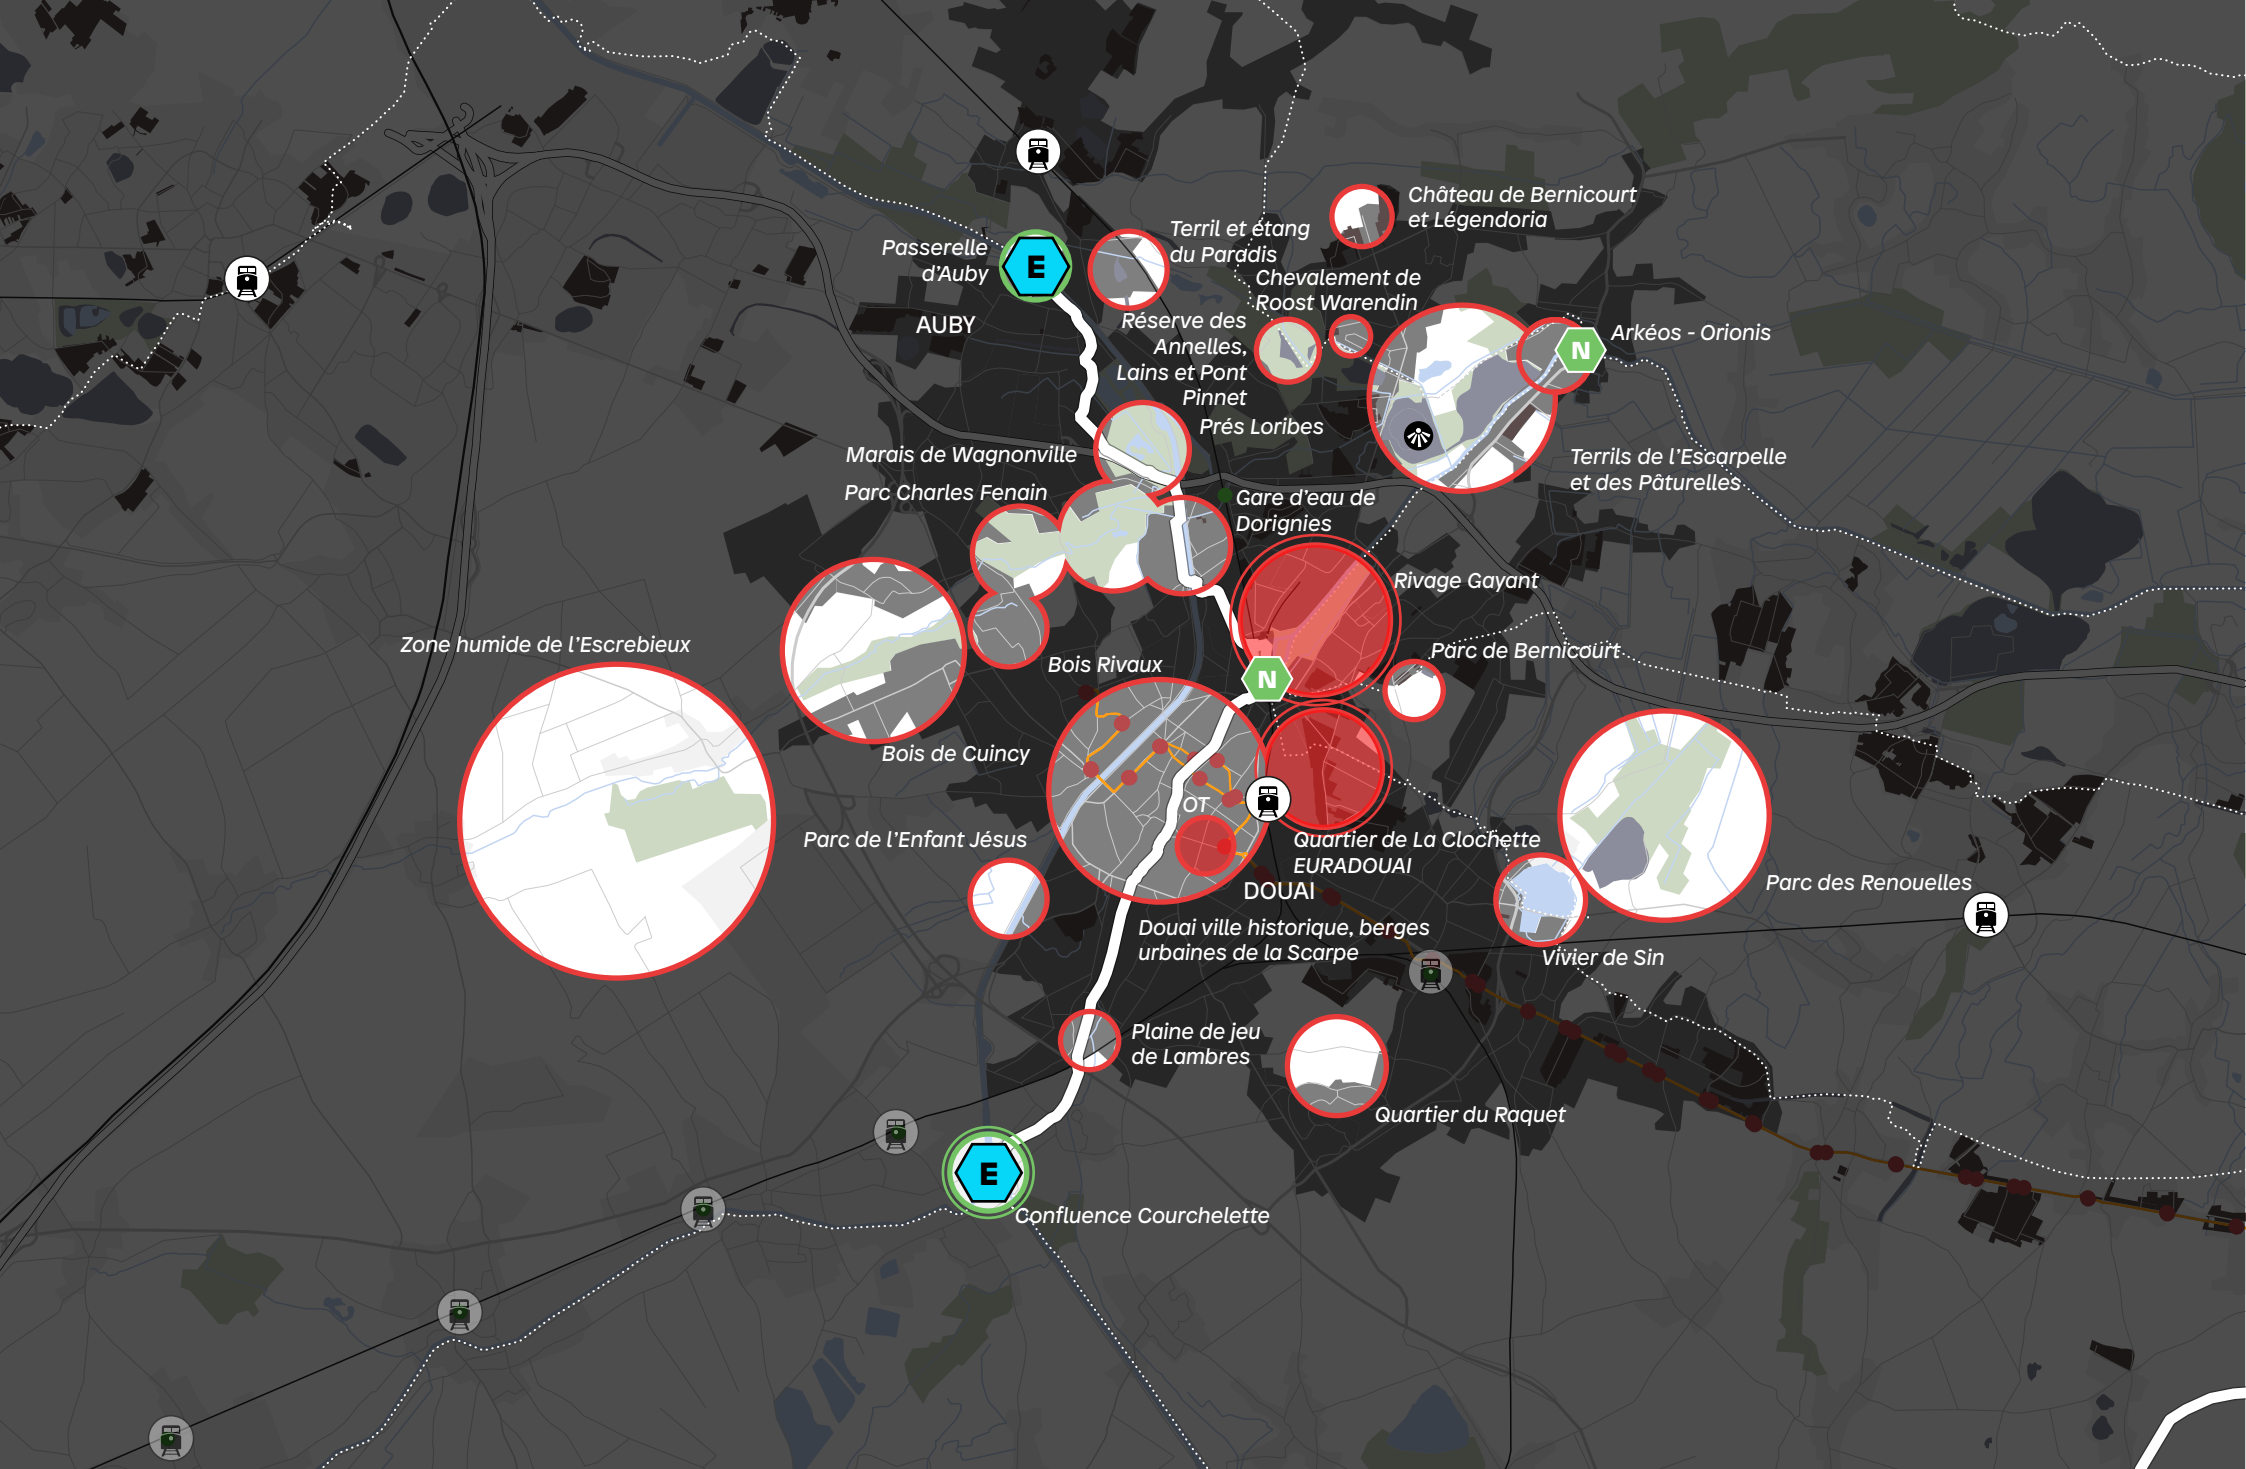 Château de Bernicourt
et Légendoria
Terril et étang
du Paradis
Passerelle
d'Auby
E
Chevalement de
Roost Warendin
AUBY
Réserve des
Annelles,
Lains et Pont
Pinnet
N
Arkéos - Orionis
Prés Loribes
Marais de Wagnonville
Terrils de l'Escarpelle
et des Pâturelles
Parc Charles Fenain
Gare d'eau de
Dorignies
Rivage Gayant
Zone humide de l'Escrebieux
Parc de Bernicourt
Bois Rivaux
N
Bois de Cuincy
OT
Parc de l'Enfant Jésus
Quartier de La Clochette
EURADOUAI
DOUAI
Parc des Renouelles
Douai ville historique, berges
urbaines de la Scarpe
Vivier de Sin
Plaine de jeu
de Lambres
Quartier du Raquet
E
Confluence Courchelette